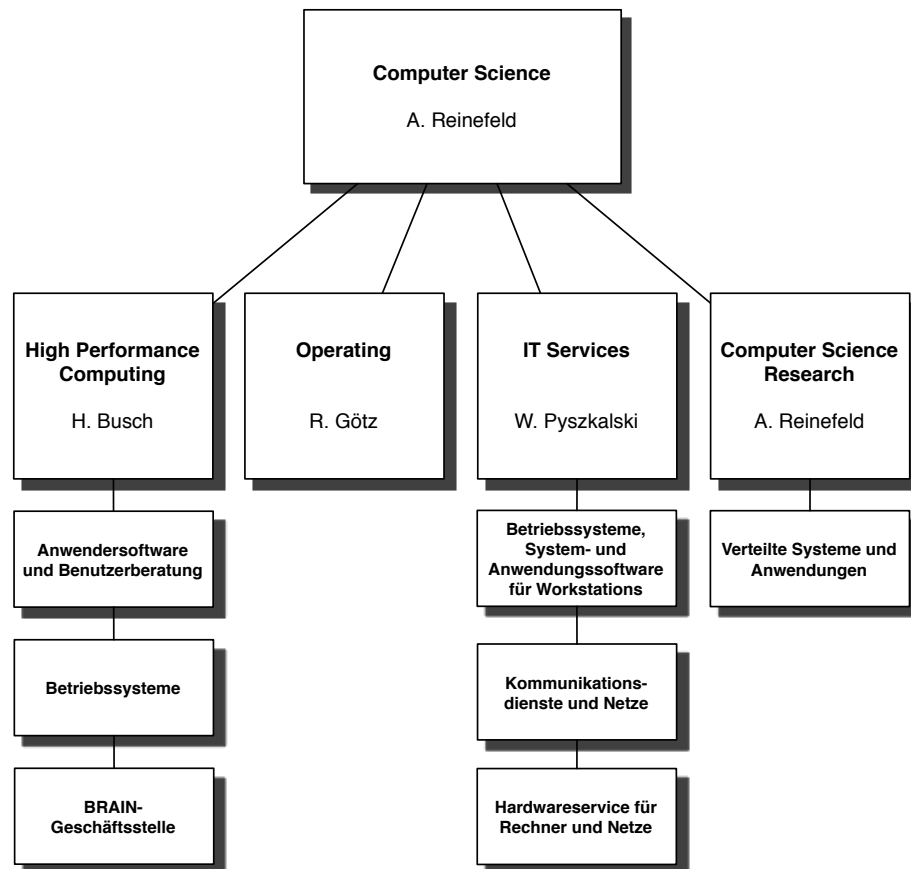 Computer Science
A. Reinefeld
High Performance
Computing
H. Busch
Operating
R. Götz
IT Services
W. Pyszkalski
Computer Science
Research
A. Reinefeld
Anwendersoftware
und Benutzerberatung
Betriebssysteme
BRAIN-
Geschäftsstelle
Betriebssysteme,
System- und
Anwendungssoftware
für Workstations
Kommunikations-
dienste und Netze
Hardwareservice für
Rechner und Netze
Verteilte Systeme und
Anwendungen